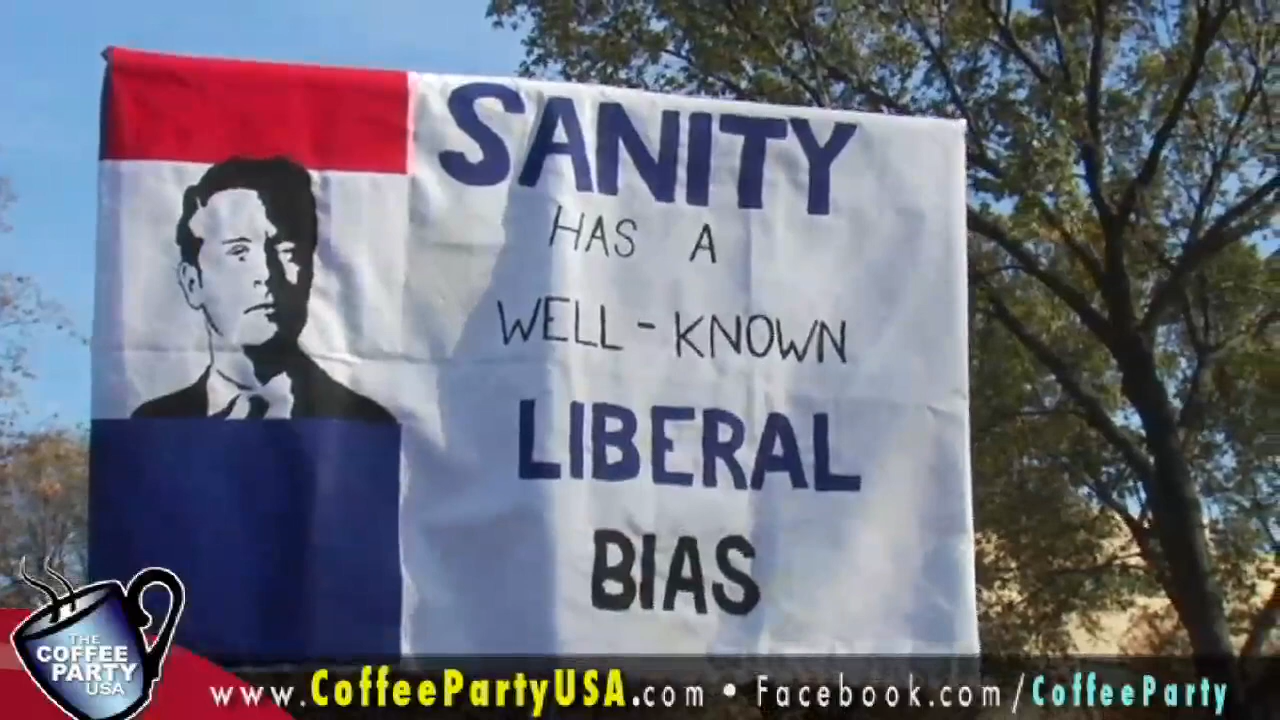 SANITY
HAS A
WELL-KNOWN
LIBERAL
BIAS
THE
COFFEE
PARTY
USA
www.CoffeePartyUSA.com • Facebook.com/CoffeeParty